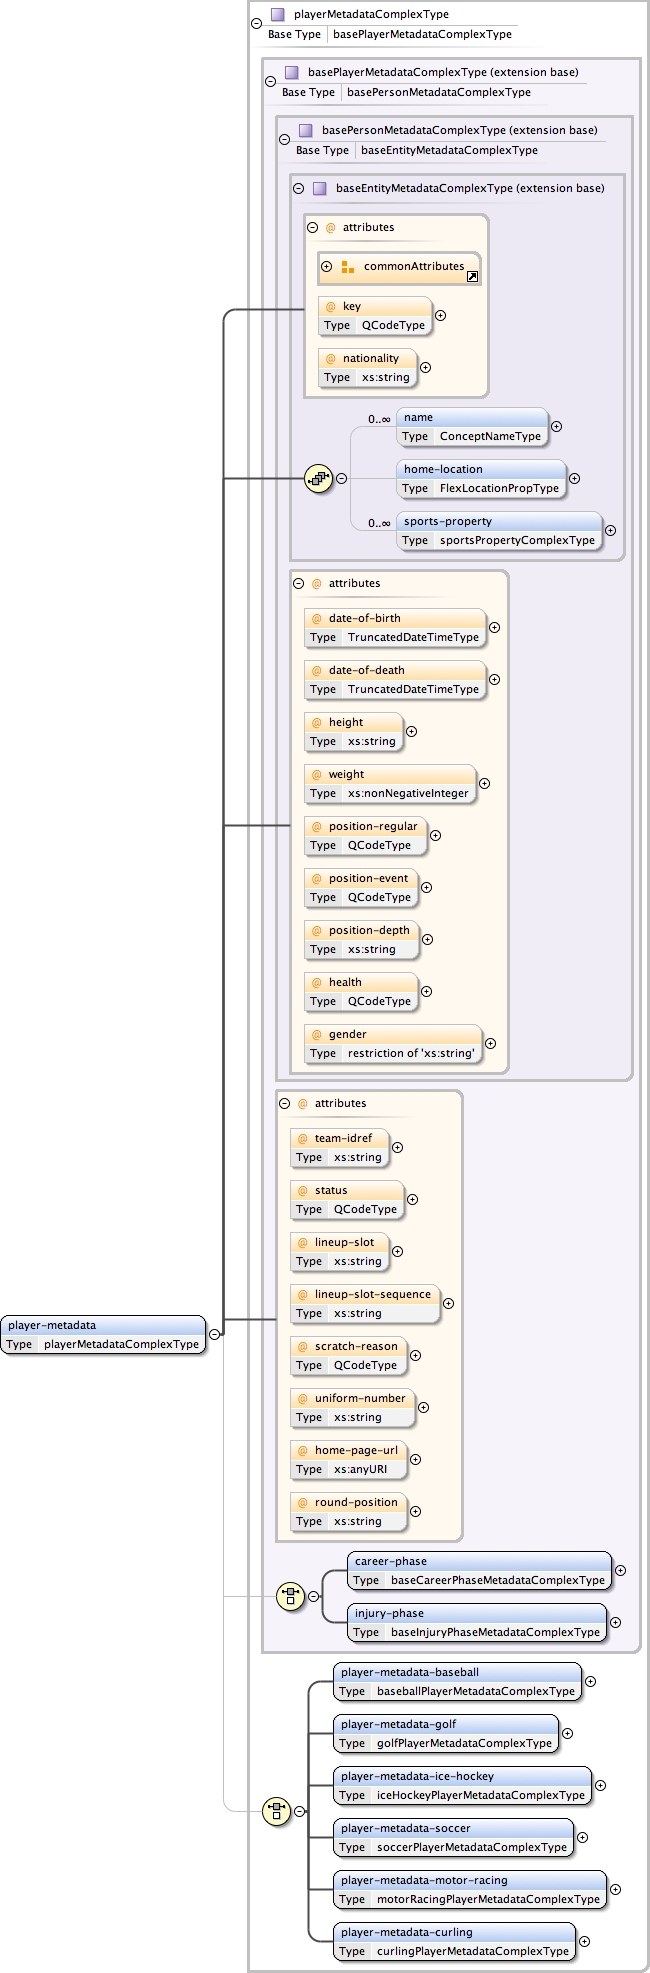 playerMetadataComplexType
Base Type basePlayerMetadataComplexType
basePlayerMetadataComplexType (extension base)
Base Type basePersonMetadataComplexType
basePersonMetadataComplexType (extension base)
Base Type baseEntityMetadataComplexType
baseEntityMetadataComplexType (extension base)
@ attributes
commonAttributes
@ key
Type QCodeType
@ nationality
Type xs:string
0..∞ name
Type ConceptNameType
home-location
Type FlexLocationPropType
0..∞ sports-property
Type sportsPropertyComplexType
@ attributes
@ date-of-birth
Type TruncatedDateTimeType
@ date-of-death
Type TruncatedDateTimeType
@ height
Type xs:string
@ weight
Type xs:nonNegativeInteger
@ position-regular
Type QCodeType
@ position-event
Type QCodeType
@ position-depth
Type xs:string
@ health
Type QCodeType
@ gender
Type restriction of 'xs:string'
@ attributes
@ team-idref
Type xs:string
@ status
Type QCodeType
@ lineup-slot
Type xs:string
@ lineup-slot-sequence
Type xs:string
player-metadata
Type playerMetadataComplexType
@ scratch-reason
Type QCodeType
@ uniform-number
Type xs:string
@ home-page-url
Type xs:anyURI
@ round-position
Type xs:string
career-phase
Type baseCareerPhaseMetadataComplexType
injury-phase
Type baseInjuryPhaseMetadataComplexType
player-metadata-baseball
Type baseballPlayerMetadataComplexType
player-metadata-golf
Type golfPlayerMetadataComplexType
player-metadata-ice-hockey
Type iceHockeyPlayerMetadataComplexType
player-metadata-soccer
Type soccerPlayerMetadataComplexType
player-metadata-motor-racing
Type motorRacingPlayerMetadataComplexType
player-metadata-curling
Type curlingPlayerMetadataComplexType